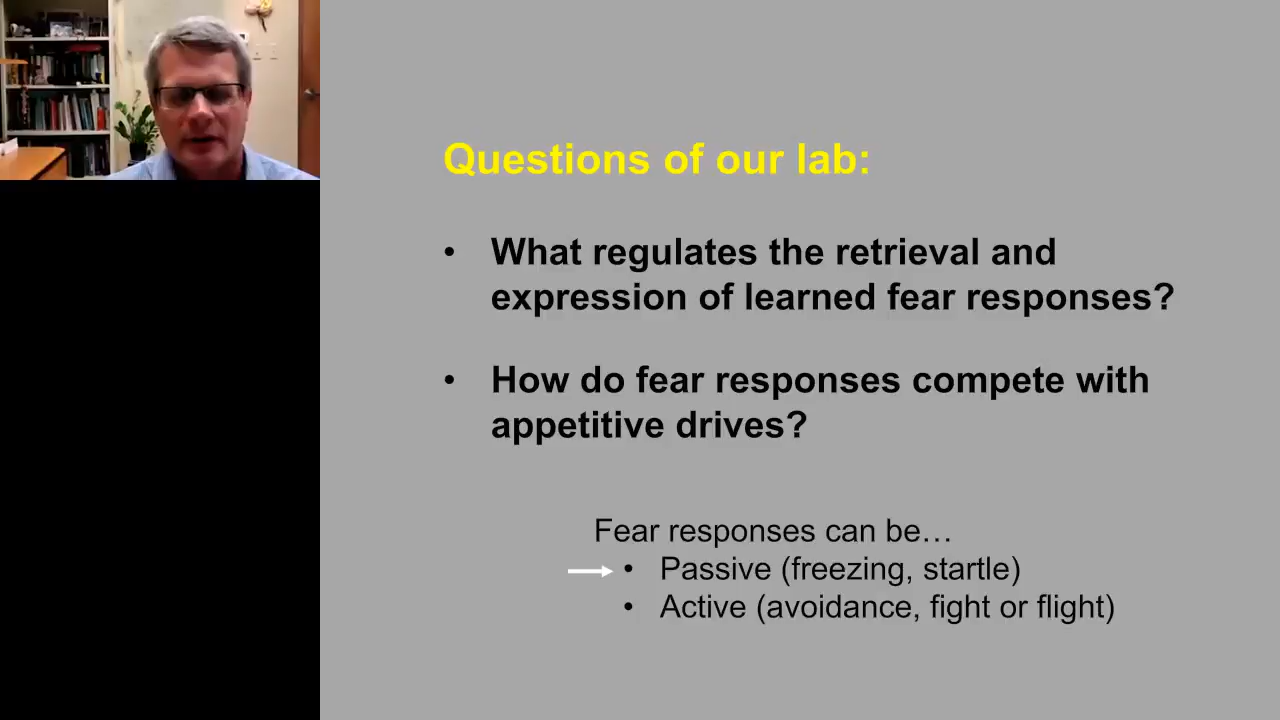 Questions of our lab:
• What regulates the retrieval and
expression of learned fear responses?
• How do fear responses compete with
appetitive drives?
Fear responses can be…
• Passive (freezing, startle)
• Active (avoidance, fight or flight)